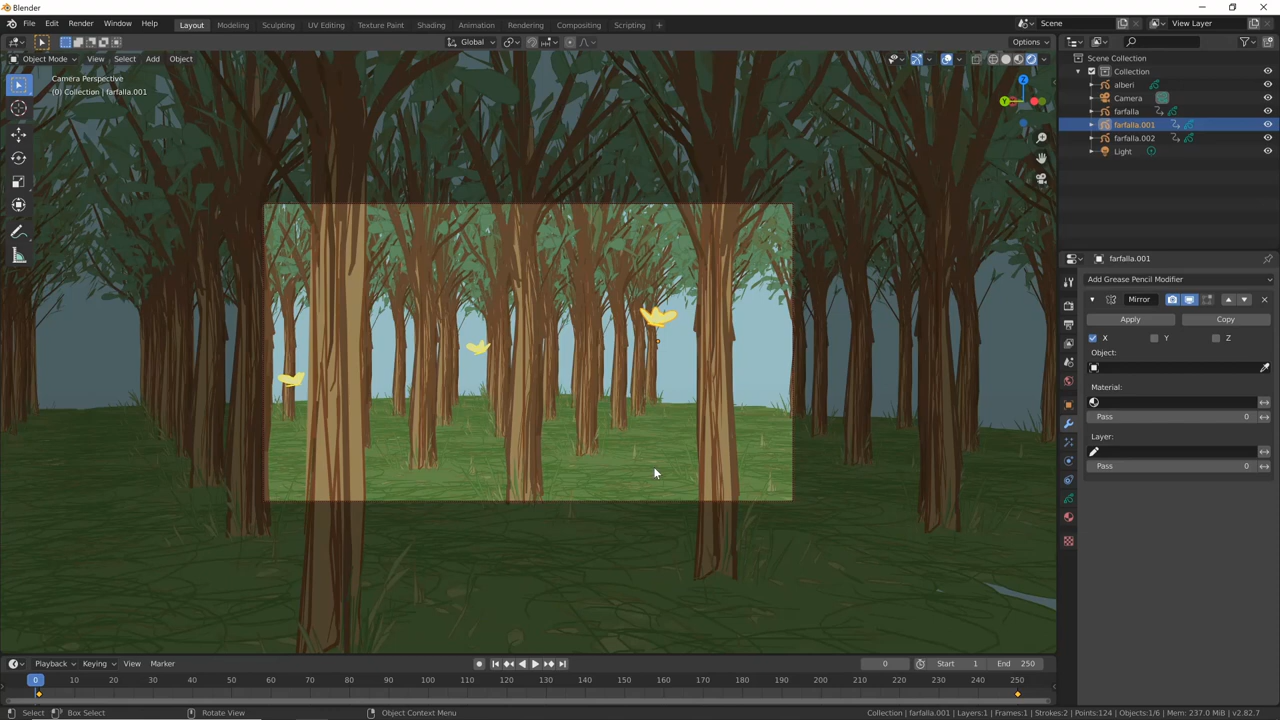 Blender
File Edit Render Window Help
Layout Modeling Sculpting UV Editing Texture Paint Shading Animation Rendering Compositing Scripting +
Scene
View Layer
Global
Options
Object Mode View Select Add Object
Camera Perspective
(0) Collection | farfalla.001
Y
Z
Scene Collection
Collection
alberi
Camera
farfalla
farfalla.001
farfalla.002
Light
farfalla.001
Add Grease Pencil Modifier
Mirror
Apply Copy
X Y Z
Object:
Material:
Pass 0
Layer:
Pass 0
Playback Keying View Marker
0 Start 1 End 250
0 10 20 30 40 50 60 70 80 90 100 110 120 130 140 150 160 170 180 190 200 210 220 230 240 250
Select Box Select Rotate View Object Context Menu
Collection | farfalla.001 | Layers:1 | Frames:1 | Strokes:2 | Points:124 | Objects:1/6 | Mem: 237.0 MiB | v2.82.7